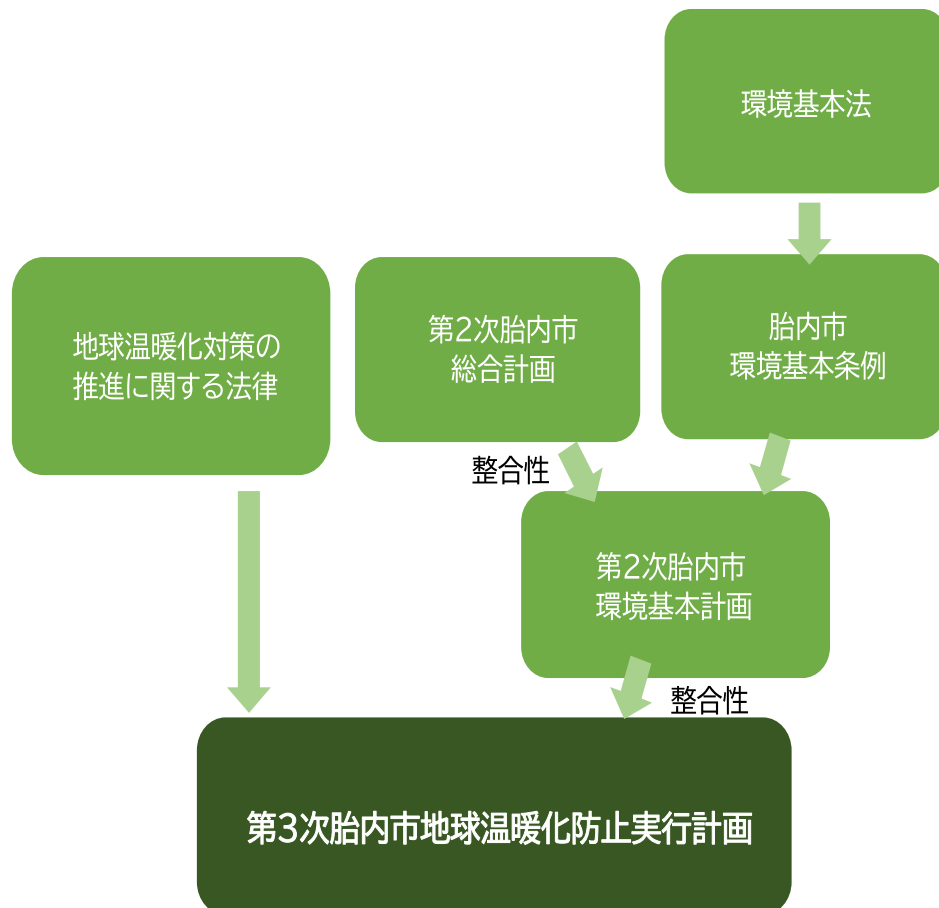 環境基本法
地球温暖化対策の
推進に関する法律
第2次胎内市
総合計画
胎内市
環境基本条例
整合性
第2次胎内市
環境基本計画
整合性
第3次胎内市地球温暖化防止実行計画